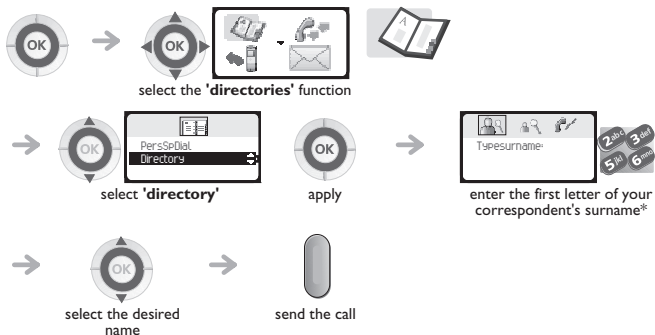 OK
OK
A
select the 'directories' function
OK
PersSpDial
Directory
OK
Typesurname:
2abc 3def
5jkl 6mno
select 'directory'
apply
enter the first letter of your
correspondent's surname*
OK
select the desired
name
send the call